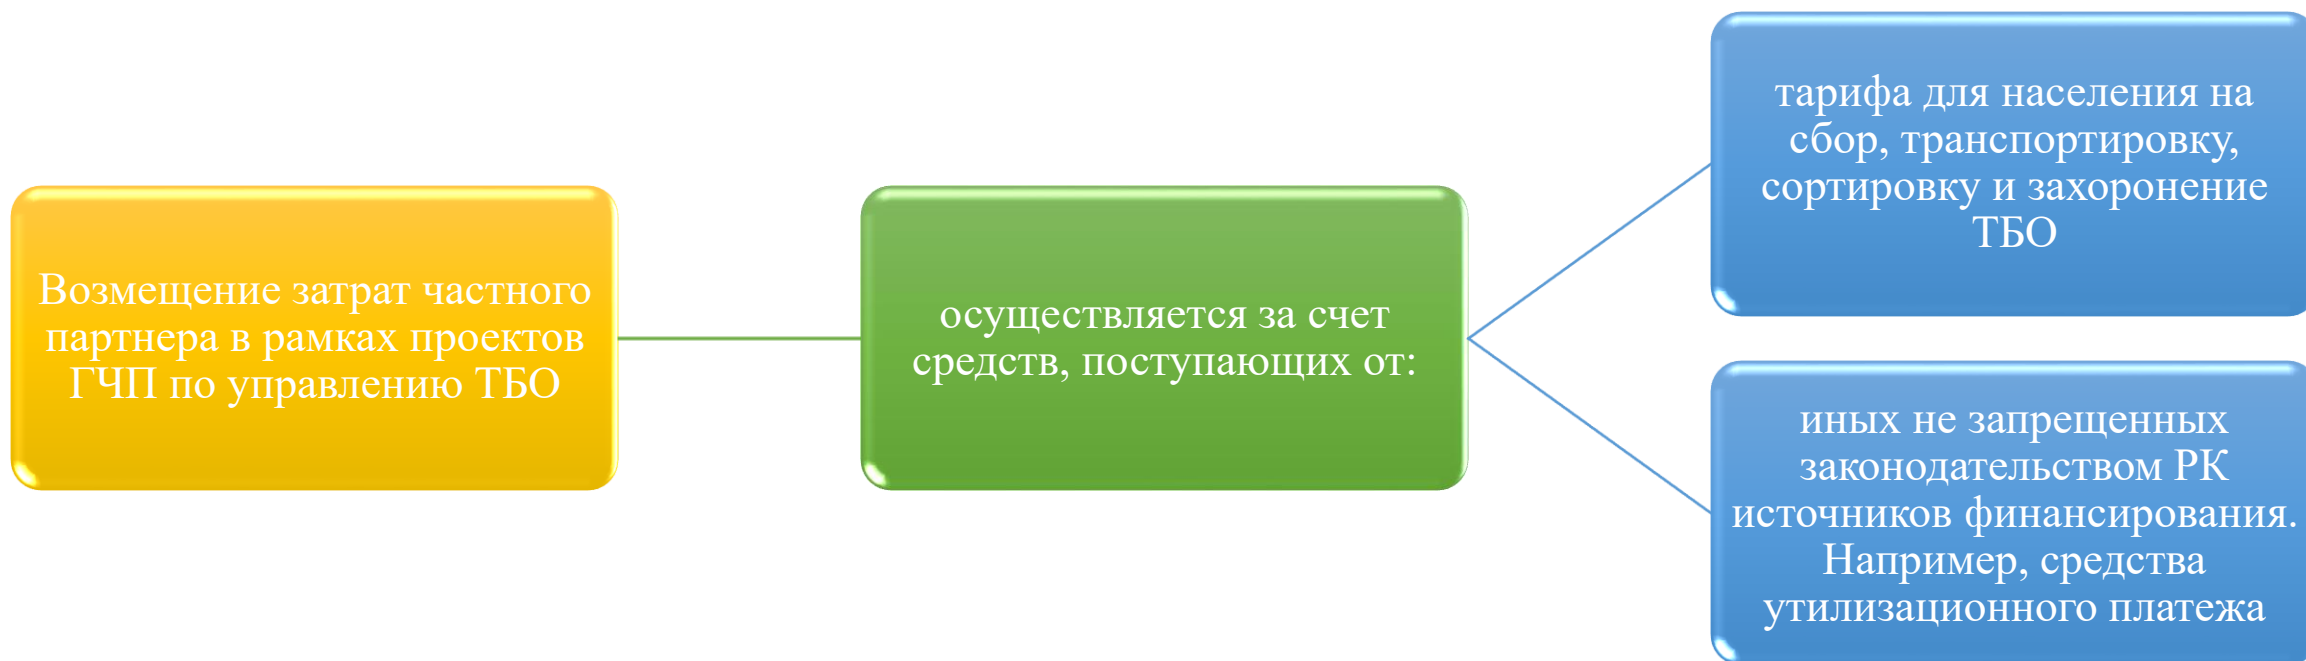 Возмещение затрат частного
партнера в рамках проектов
ГЧП по управлению ТБО
осуществляется за счет
средств, поступающих от:
тарифа для населения на
сбор, транспортировку,
сортировку и захоронение
ТБО
иных не запрещенных
законодательством РК
источников финансирования.
Например, средства
утилизационного платежа